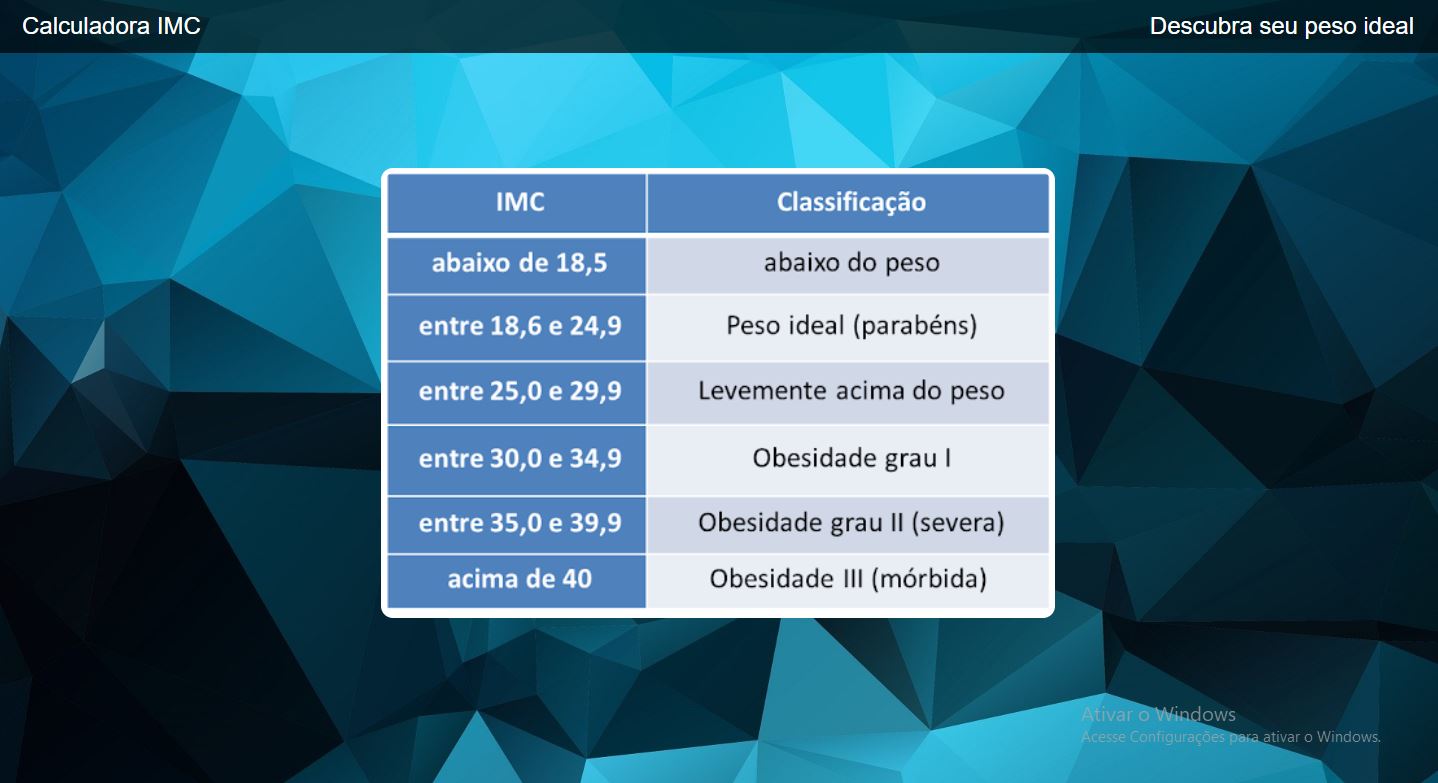 Calculadora IMC
Descubra seu peso ideal
IMC Classificação
abaixo de 18,5 abaixo do peso
entre 18,6 e 24,9 Peso ideal (parabéns)
entre 25,0 e 29,9 Levemente acima do peso
entre 30,0 e 34,9 Obesidade grau I
entre 35,0 e 39,9 Obesidade grau II (severa)
acima de 40 Obesidade III (mórbida)
Ativar o Windows
Acesse Configurações para ativar o Windows.